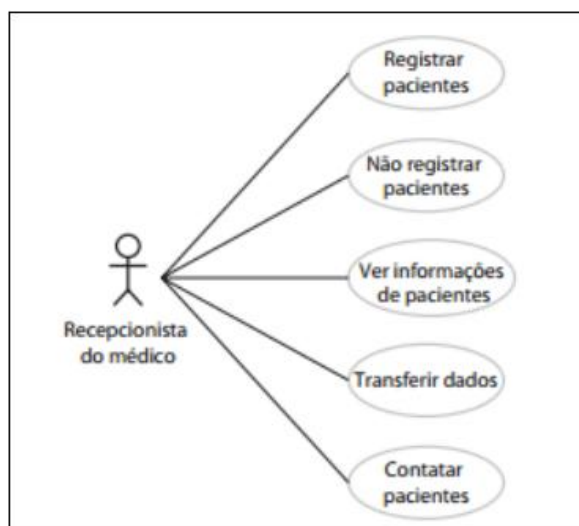 Registrar
pacientes
Não registrar
pacientes
Ver informações
de pacientes
Recepcionista
do médico
Transferir dados
Contatar
pacientes